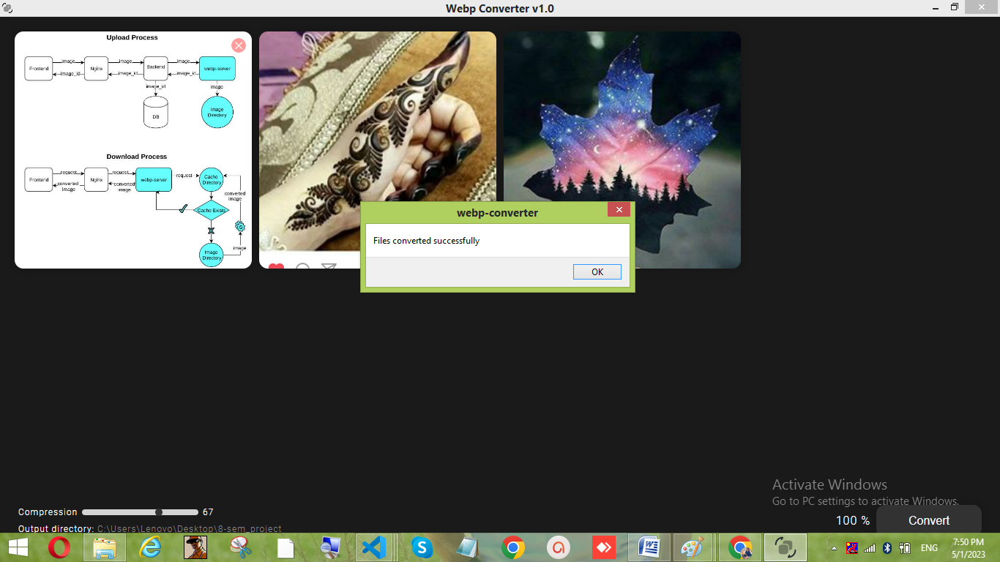 Webp Converter v1.0
Upload Process
Frontend
image
image_id
Nginx
image
image_id
Backend
image
image_id
webp-server
image_id
image
DB
Image
Directory
Download Process
Frontend
request
converted
image
Nginx
request
converted
image
webp-server
request
Cache
Directory
converted
image
Cache Exists
image
Image
Directory
webp-converter
Files converted successfully
OK
Activate Windows
Go to PC settings to activate Windows.
Compression 67
100 % Convert
Output directory: C:\Users\Lenovo\Desktop\8-sem_project
ENG
7:50 PM
5/1/2023